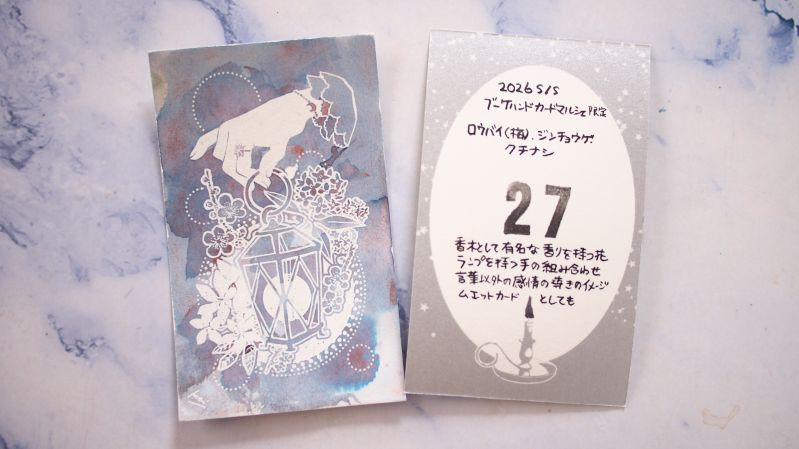 2026 S/S
ブーケハンドカードマルシェ限定
ロウバイ(梅)、ジンチョウゲ、
クチナシ
27
香木として有名な香りを持つ花
ランプを持つ手の組み合わせ
言葉以外の感情の導きのイメージ
ムエットカード としても